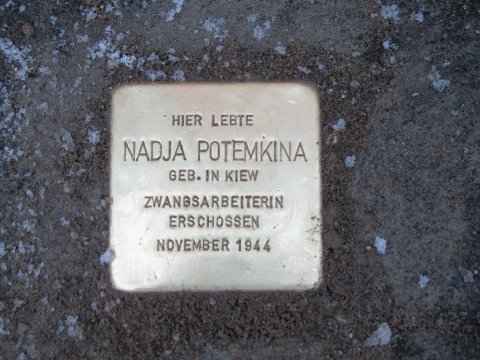 HIER LEBTE
NADJA POTEMKINA
GEB. IN KIEW
ZWANGSARBEITERIN
ERSCHOSSEN
NOVEMBER 1944